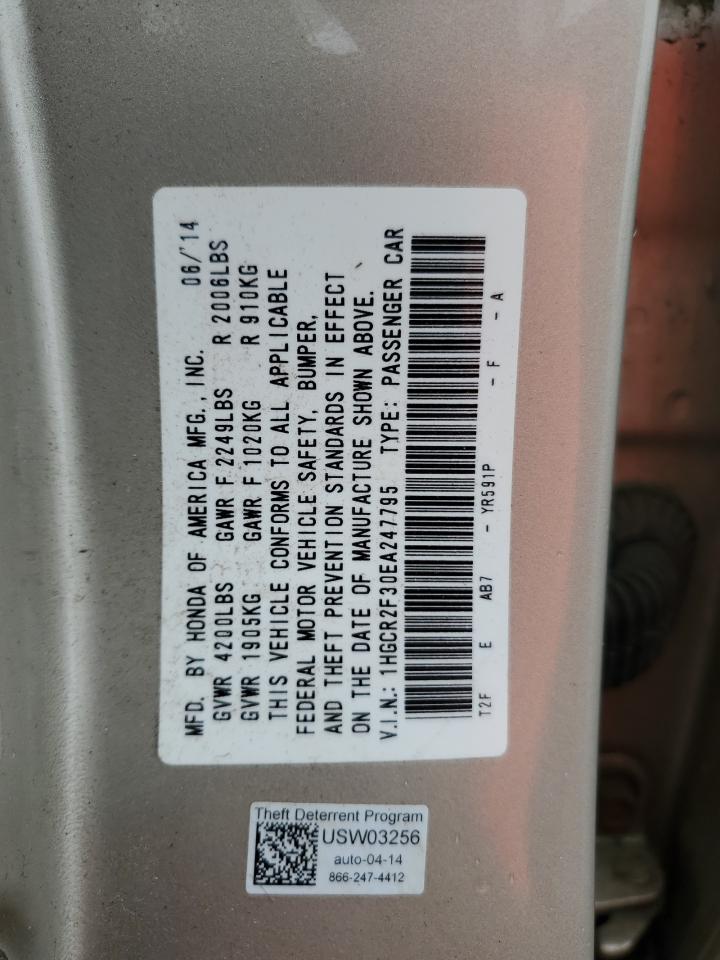 MFD. BY HONDA OF AMERICA MFG., INC. 06/'14
GVWR 4200LBS GAWR F 2249LBS R 2006LBS
GVWR 1905KG GAWR F 1020KG R 910KG
THIS VEHICLE CONFORMS TO ALL APPLICABLE
FEDERAL MOTOR VEHICLE SAFETY, BUMPER,
AND THEFT PREVENTION STANDARDS IN EFFECT
ON THE DATE OF MANUFACTURE SHOWN ABOVE.
V.I.N.: 1HGCR2F30EA247795 TYPE: PASSENGER CAR
T2F E AB7 - YR591P - F - A
Theft Deterrent Program
USW03256
auto-04-14
866-247-4412